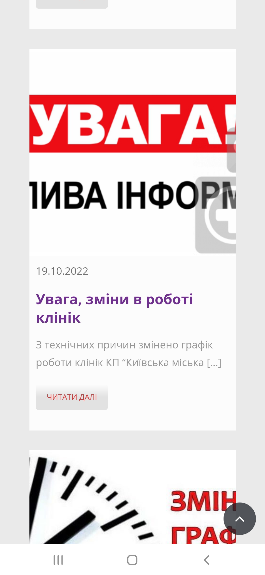 УВАГА!
ЛИВА ІНФОРМ
19.10.2022
Увага, зміни в роботі
клінік
З технічних причин змінено графік
роботи клінік КП “Київська міська [...]
ЧИТАТИ ДАЛІ
ЗМІН
ГРАФ